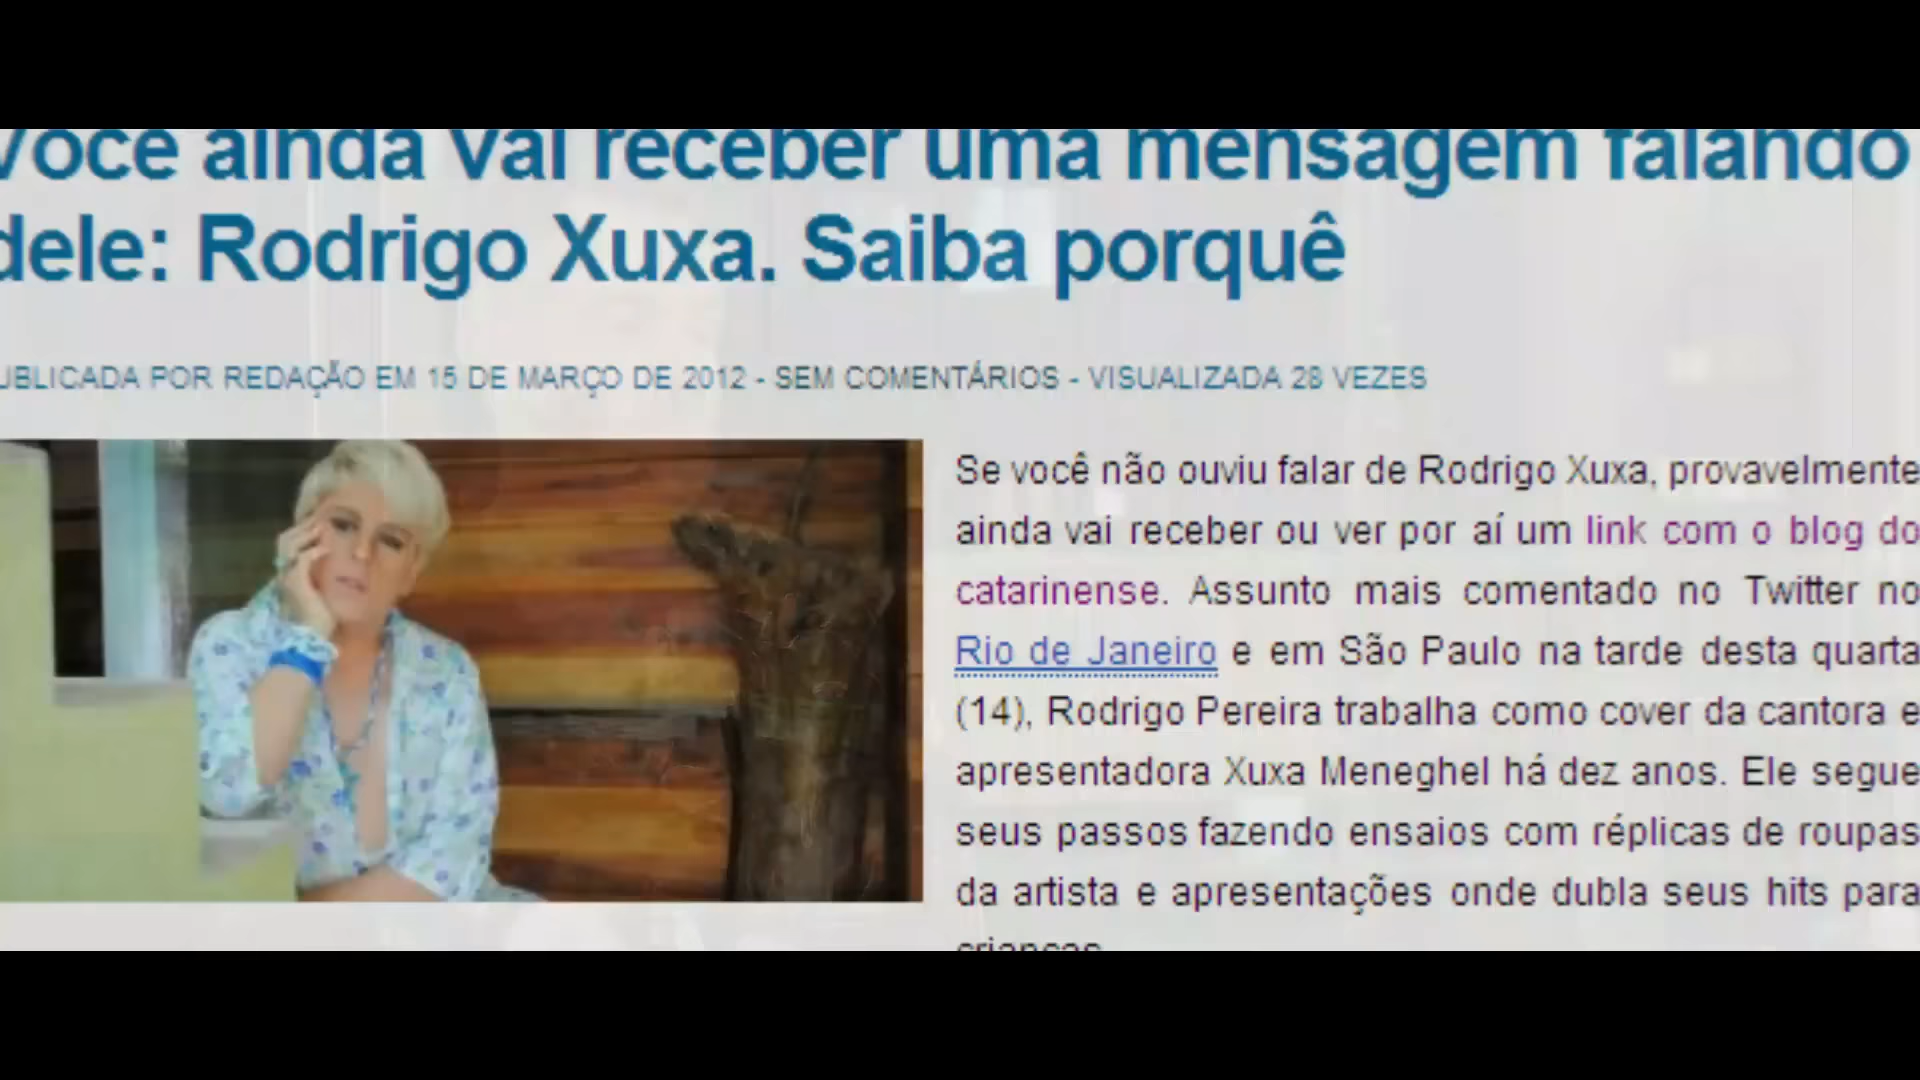 Você ainda vai receber uma mensagem falando
dele: Rodrigo Xuxa. Saiba porquê
UBLICADA POR REDAÇÃO EM 15 DE MARÇO DE 2012 - SEM COMENTÁRIOS - VISUALIZADA 28 VEZES
Se você não ouviu falar de Rodrigo Xuxa, provavelmente
ainda vai receber ou ver por aí um link com o blog do
catarinense. Assunto mais comentado no Twitter no
Rio de Janeiro e em São Paulo na tarde desta quarta
(14), Rodrigo Pereira trabalha como cover da cantora e
apresentadora Xuxa Meneghel há dez anos. Ele segue
seus passos fazendo ensaios com réplicas de roupas
da artista e apresentações onde dubla seus hits para
crianças.